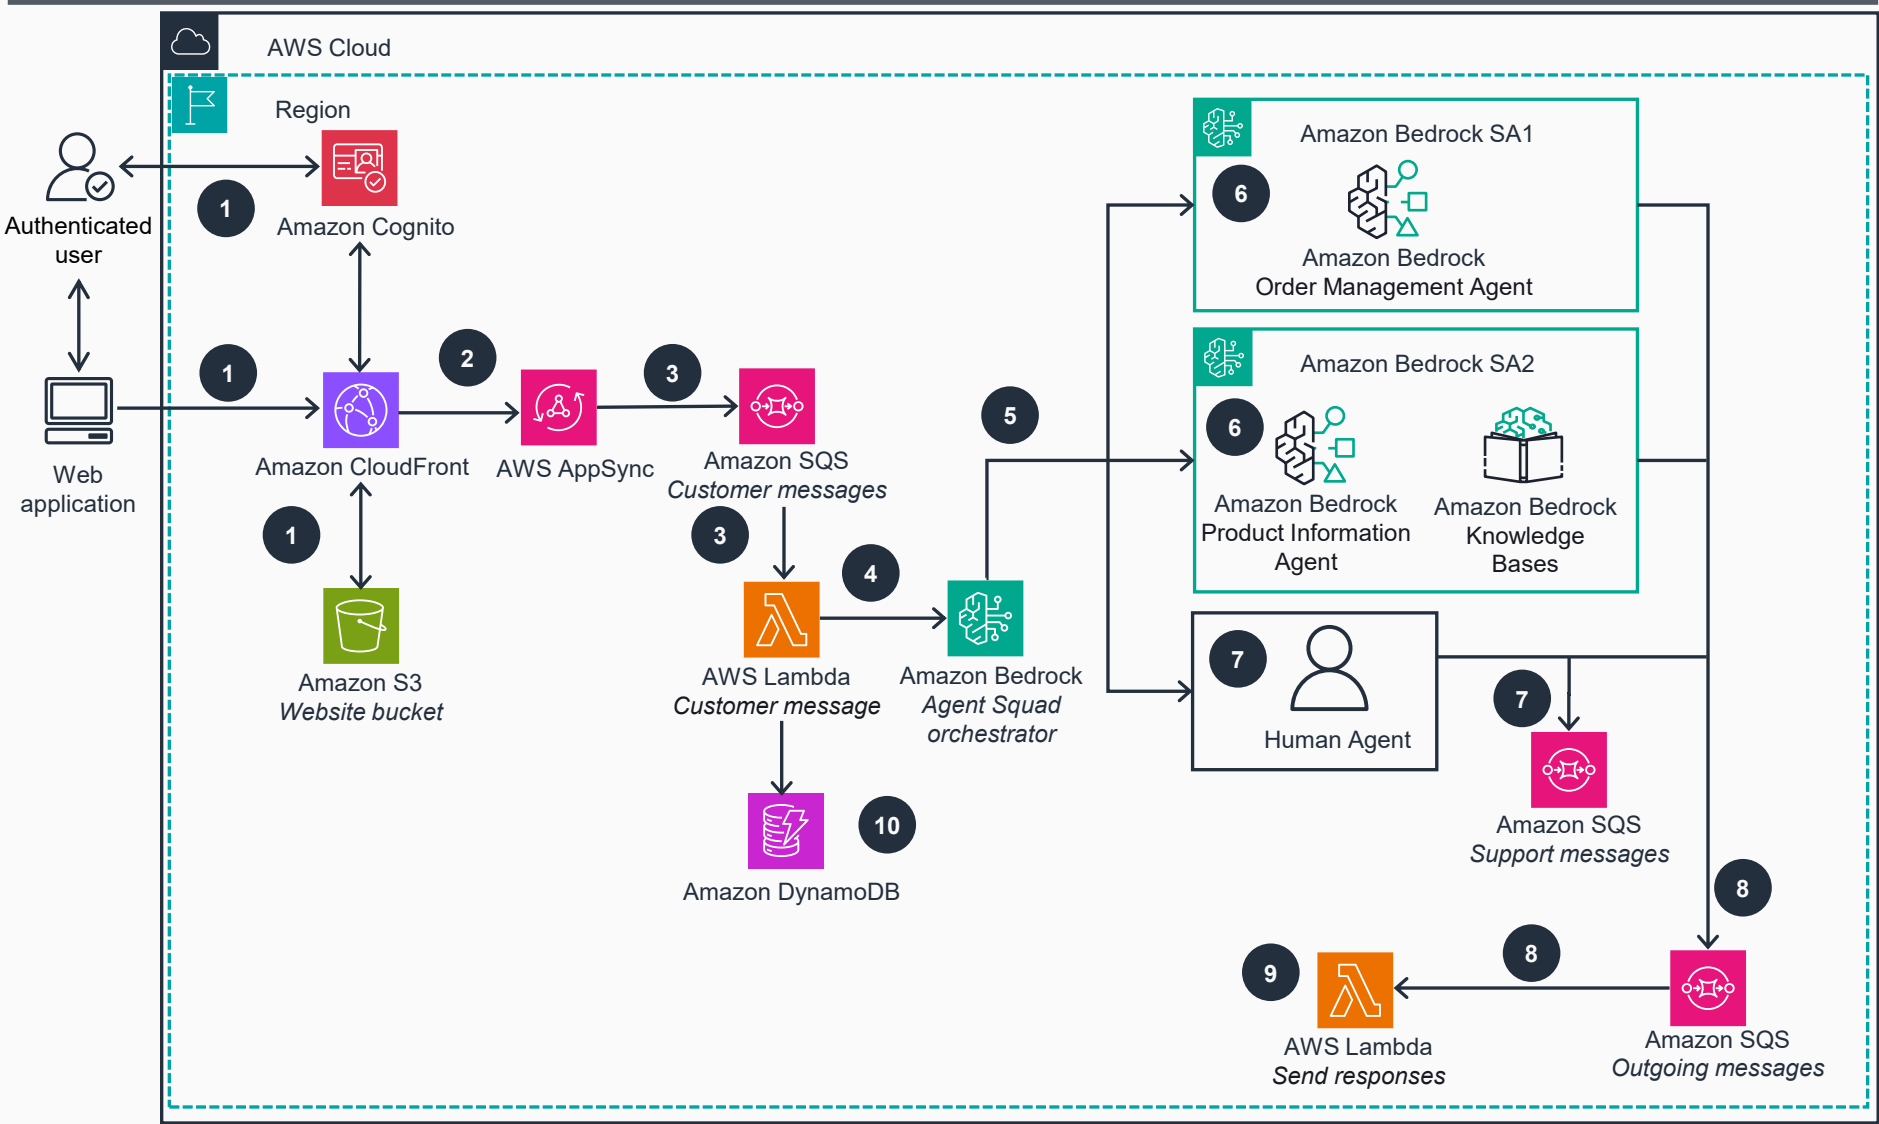 AWS Cloud
Region
Authenticated
user
1
Amazon Cognito
Web
application
1
Amazon CloudFront
1
Amazon S3
Website bucket
2
AWS AppSync
3
Amazon SQS
Customer messages
3
AWS Lambda
Customer message
4
Amazon Bedrock
Agent Squad
orchestrator
10
Amazon DynamoDB
5
Amazon Bedrock SA1
6
Amazon Bedrock
Order Management Agent
Amazon Bedrock SA2
6
Amazon Bedrock
Product Information
Agent
Amazon Bedrock
Knowledge
Bases
7
Human Agent
7
Amazon SQS
Support messages
8
8
9
AWS Lambda
Send responses
Amazon SQS
Outgoing messages